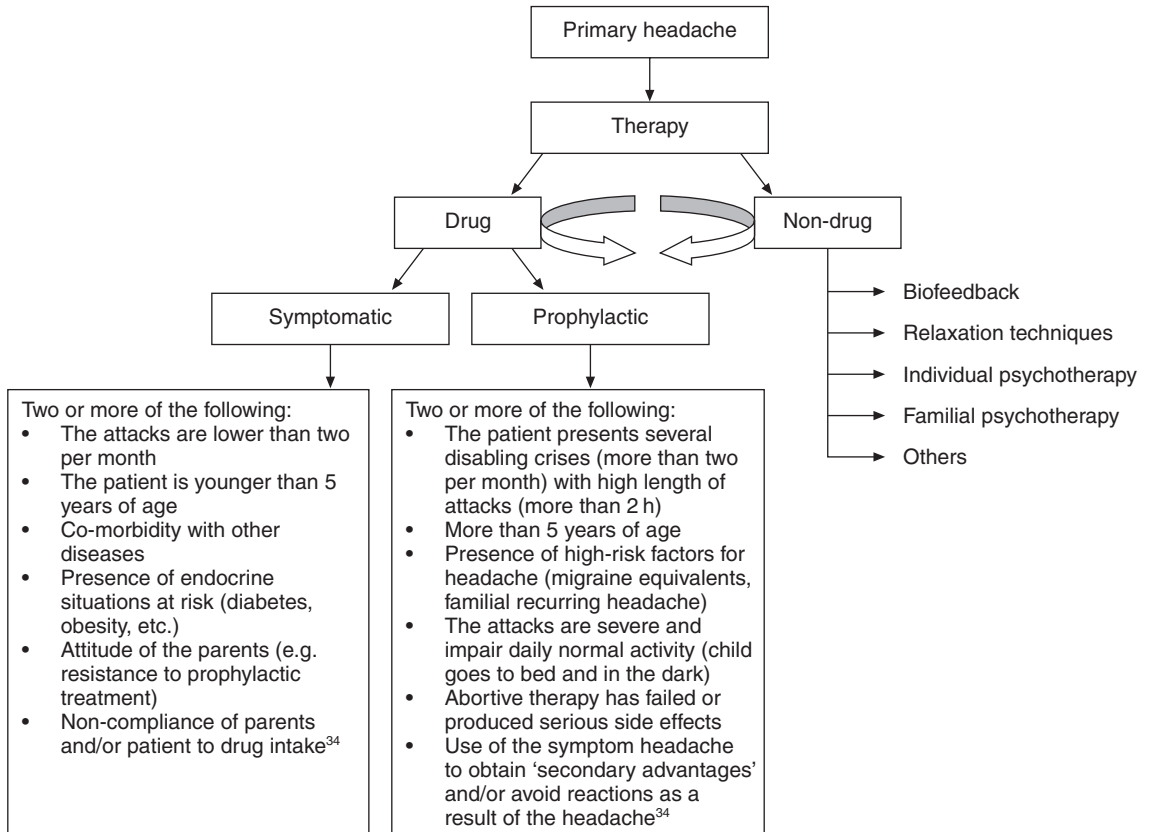 Primary headache
Therapy
Drug
Non-drug
Symptomatic
Prophylactic
Biofeedback
Relaxation techniques
Individual psychotherapy
Familial psychotherapy
Others
Two or more of the following:
• The attacks are lower than two
per month
• The patient is younger than 5
years of age
• Co-morbidity with other
diseases
• Presence of endocrine
situations at risk (diabetes,
obesity, etc.)
• Attitude of the parents (e.g.
resistance to prophylactic
treatment)
• Non-compliance of parents
and/or patient to drug intake³⁴
Two or more of the following:
• The patient presents several
disabling crises (more than two
per month) with high length of
attacks (more than 2 h)
• More than 5 years of age
• Presence of high-risk factors for
headache (migraine equivalents,
familial recurring headache)
• The attacks are severe and
impair daily normal activity (child
goes to bed and in the dark)
• Abortive therapy has failed or
produced serious side effects
• Use of the symptom headache
to obtain ‘secondary advantages’
and/or avoid reactions as a
result of the headache³⁴